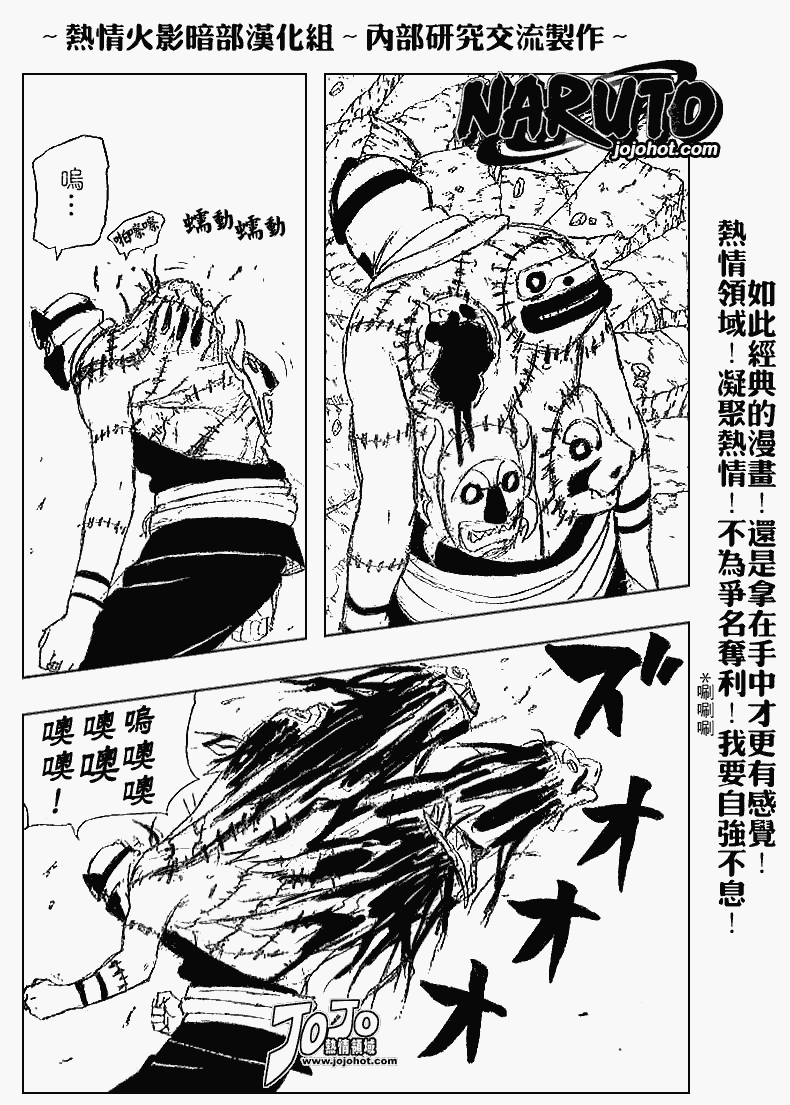 ~熱情火影暗部漢化組~內部研究交流製作~
NARUTO
jojohot.com
嗚…
啪嚓嚓
蠕動蠕動
如此經典的漫畫！還是拿在手中才更有感覺！
熱情領域！凝聚熱情！不為爭名奪利！我要自強不息！
*唰唰唰
ズオオオ
嗚噢噢
噢噢
噢噢！
JOJO
熱情領域
www.jojohot.com